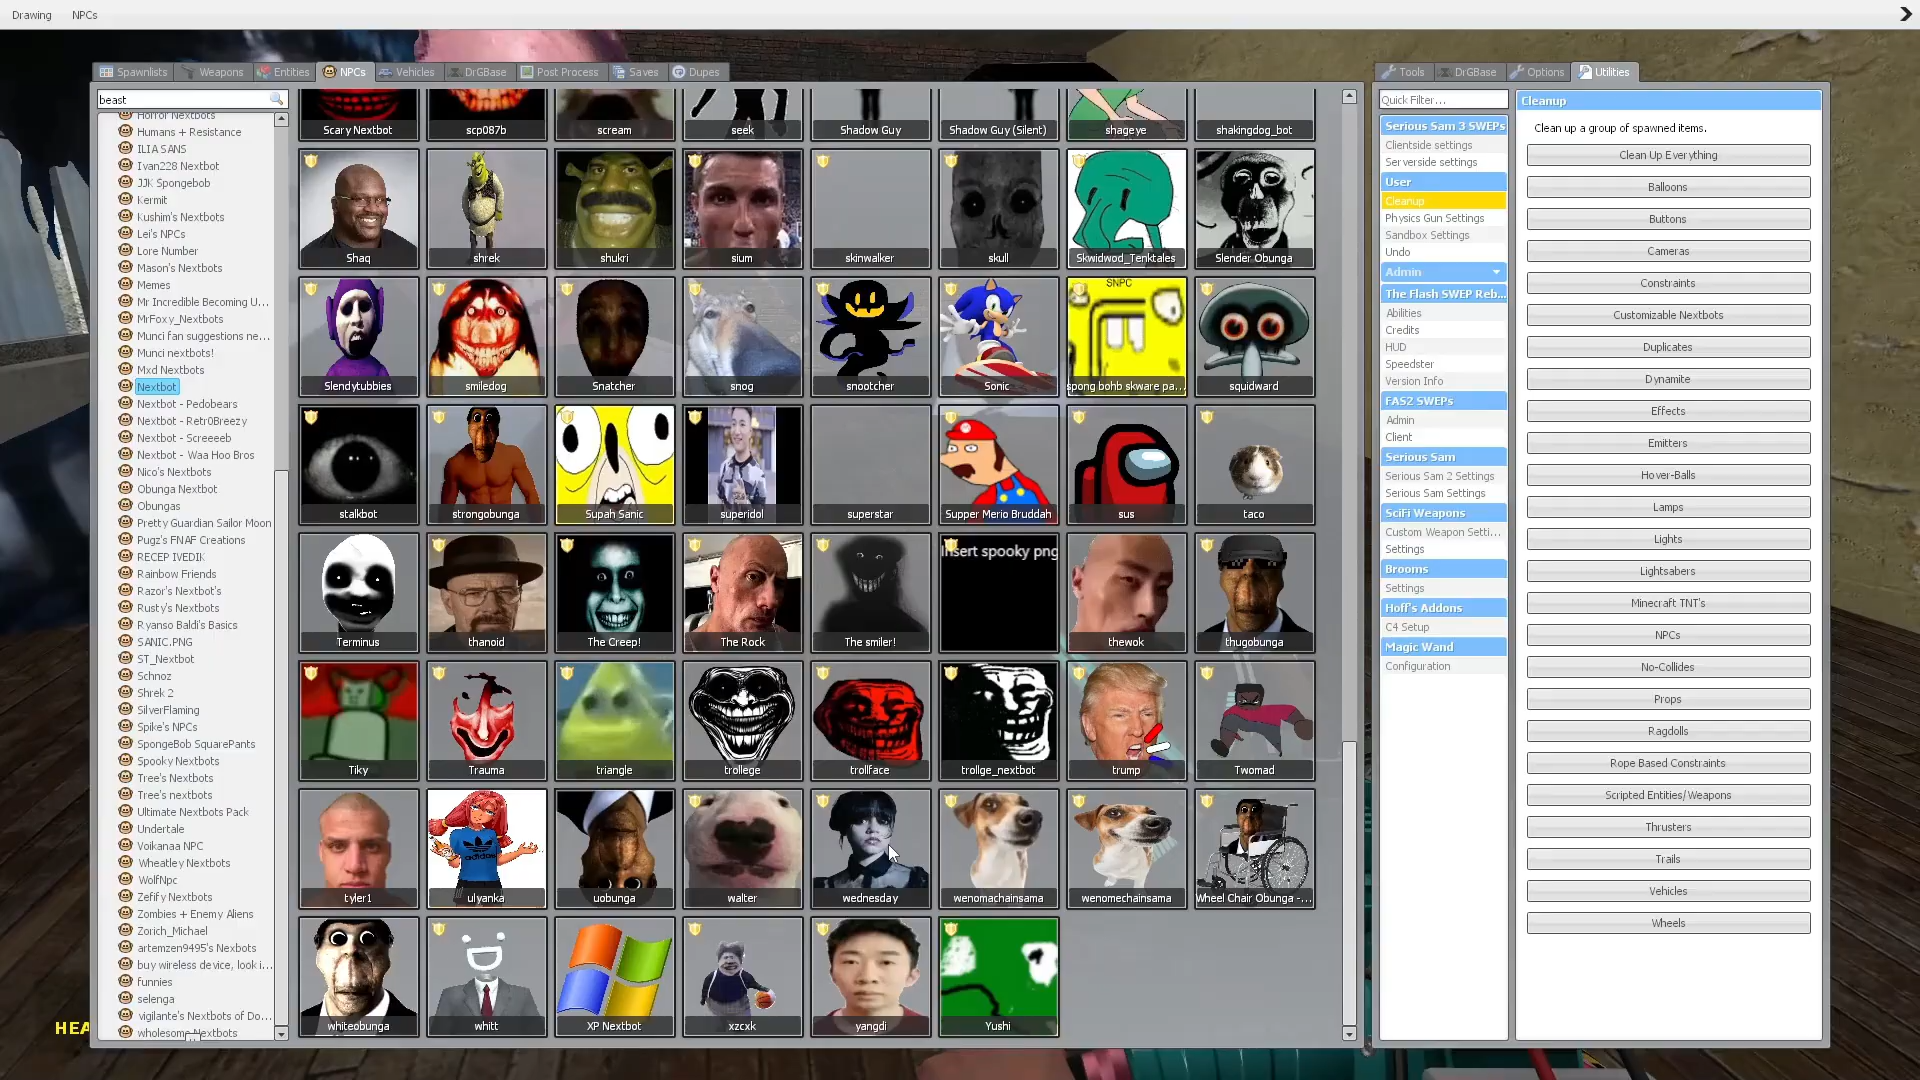 Drawing NPCs
Spawnlists Weapons Entities NPCs Vehicles DrGBase Post Process Saves Dupes
Tools DrGBase Options Utilities
beast
Horror Nextbots
Humans + Resistance
ILIA SANS
Ivan228 Nextbot
JJK Spongebob
Kermit
Kushim's Nextbots
Lei's NPCs
Lore Number
Mason's Nextbots
Memes
Mr Incredible Becoming U...
MrFoxy_Nextbots
Munci fan suggestions ne...
Munci nextbots!
Mxd Nextbots
Nextbot
Nextbot - Pedobears
Nextbot - Retr0Breezy
Nextbot - Screeeeb
Nextbot - Waa Hoo Bros
Nico's Nextbots
Obunga Nextbot
Obungas
Pretty Guardian Sailor Moon
Pugz's FNAF Creations
RECEP IVEDIK
Rainbow Friends
Razor's Nextbot's
Rusty's Nextbots
Ryanso Baldi's Basics
SANIC.PNG
ST_Nextbot
Schnoz
Shrek 2
SilverFlaming
Spike's NPCs
SpongeBob SquarePants
Spooky Nextbots
Tree's Nextbots
Tree's nextbots
Ultimate Nextbots Pack
Undertale
Voikanaa NPC
Wheatley Nextbots
WolfNpc
Zefify Nextbots
Zombies + Enemy Aliens
Zorich_Michael
artemzen9495's Nexbots
buy wireless device, look i...
funnies
selenga
vigilante's Nextbots of Do...
wholesome Nextbots
Scary Nextbot scp087b scream seek Shadow Guy Shadow Guy (Silent) shageye shakingdog_bot
Shaq shrek shukri sium skinwalker skull Skwidwod_Tenktales Slender Obunga
SNPC
Slendytubbies smiledog Snatcher snog snootcher Sonic spong bohb skware pa... squidward
stalkbot strongobunga Supah Sanic superidol superstar Supper Merio Bruddah sus taco
Insert spooky png
Terminus thanoid The Creep! The Rock The smiler! thewok thugobunga
Tiky Trauma triangle trollege trollface trollge_nextbot trump Twomad
adidas
tyler1 ulyanka uobunga walter wednesday wenomachainsama wenomechainsama Wheel Chair Obunga -...
whiteobunga whitt XP Nextbot xzcxk yangdi Yushi
HEA
Quick Filter...
Serious Sam 3 SWEPs
Clientside settings
Serverside settings
User
Cleanup
Physics Gun Settings
Sandbox Settings
Undo
Admin
The Flash SWEP Reb...
Abilities
Credits
HUD
Speedster
Version Info
FAS2 SWEPs
Admin
Client
Serious Sam
Serious Sam 2 Settings
Serious Sam Settings
SciFi Weapons
Custom Weapon Setti...
Settings
Brooms
Settings
Hoff's Addons
C4 Setup
Magic Wand
Configuration
Cleanup
Clean up a group of spawned items.
Clean Up Everything
Balloons
Buttons
Cameras
Constraints
Customizable Nextbots
Duplicates
Dynamite
Effects
Emitters
Hover-Balls
Lamps
Lights
Lightsabers
Minecraft TNT's
NPCs
No-Collides
Props
Ragdolls
Rope Based Constraints
Scripted Entities/Weapons
Thrusters
Trails
Vehicles
Wheels